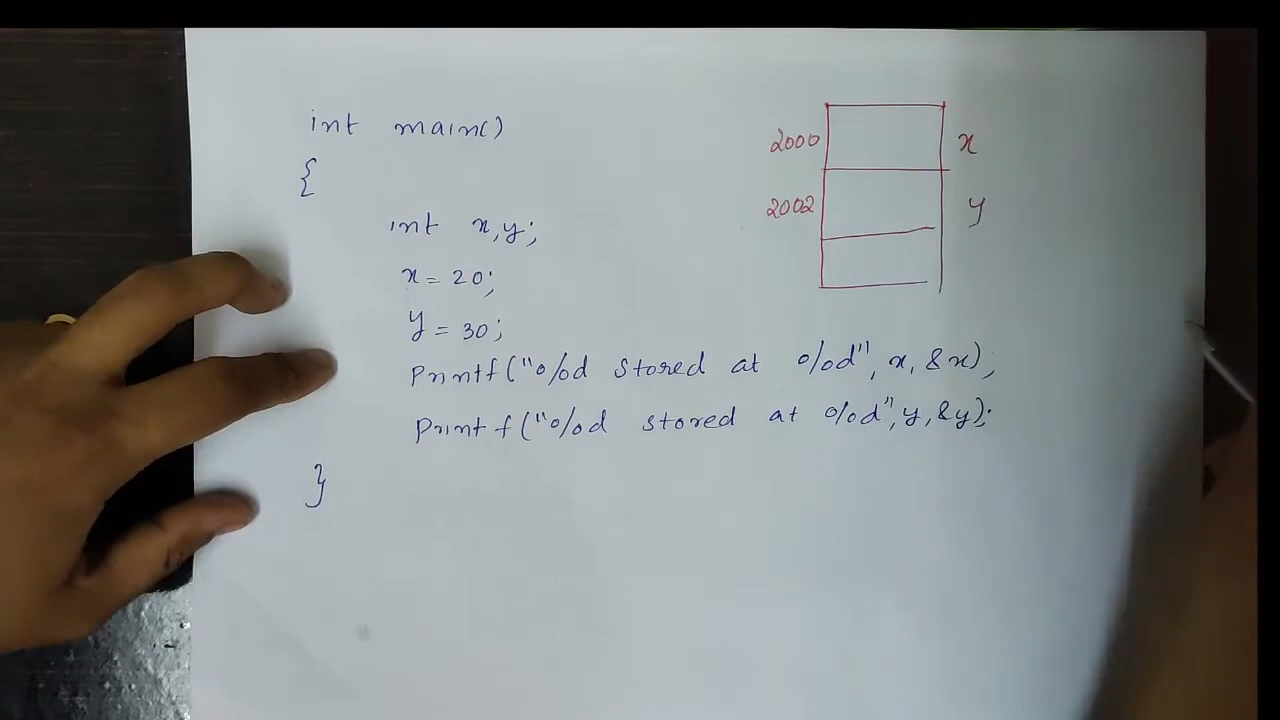 int main()
{
int x,y;
x = 20;
y = 30;
Printf("%d stored at %d", x, &x);
Printf("%d stored at %d", y, &y);
}
2000 x
2002 y